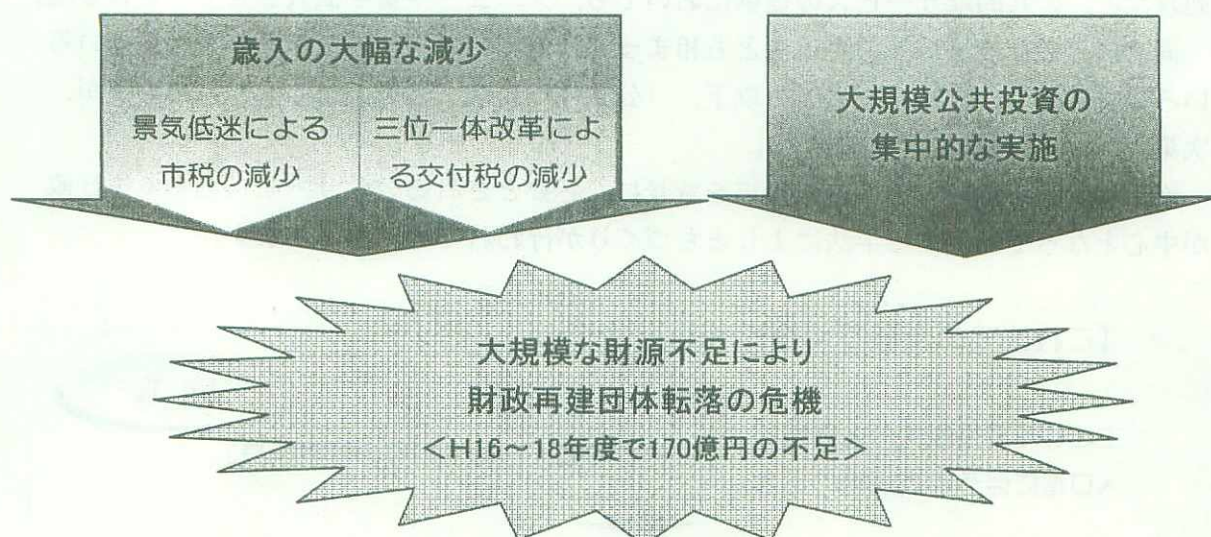 歳入の大幅な減少
景気低迷による
市税の減少
三位一体改革によ
る交付税の減少
大規模公共投資の
集中的な実施
大規模な財源不足により
財政再建団体転落の危機
<H16～18年度で170億円の不足>